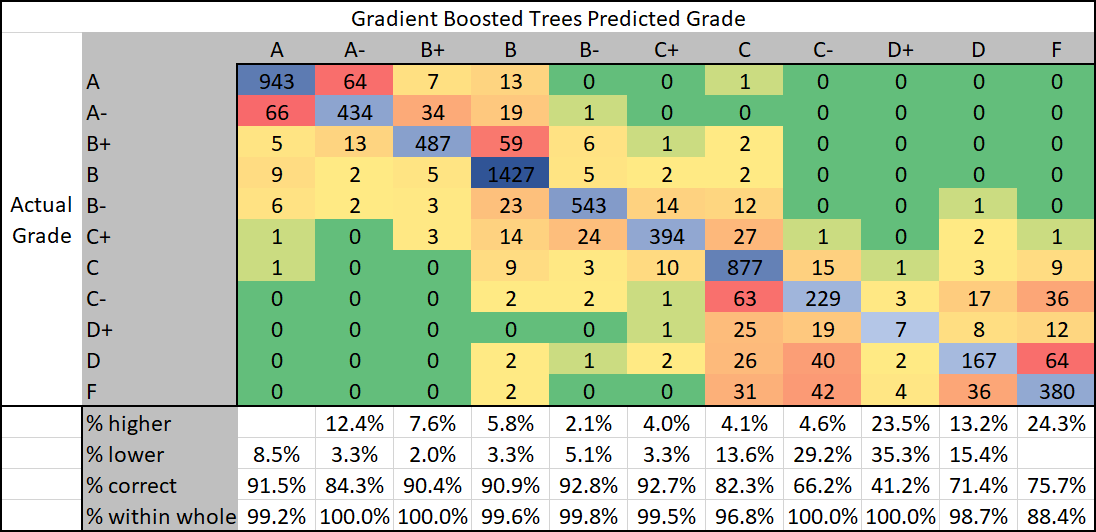 Gradient Boosted Trees Predicted Grade
A A- B+ B B- C+ C C- D+ D F
A 943 64 7 13 0 0 1 0 0 0 0
A- 66 434 34 19 1 0 0 0 0 0 0
B+ 5 13 487 59 6 1 2 0 0 0 0
B 9 2 5 1427 5 2 2 0 0 0 0
Actual Grade
B- 6 2 3 23 543 14 12 0 0 1 0
C+ 1 0 3 14 24 394 27 1 0 2 1
C 1 0 0 9 3 10 877 15 1 3 9
C- 0 0 0 2 2 1 63 229 3 17 36
D+ 0 0 0 0 0 1 25 19 7 8 12
D 0 0 0 2 1 2 26 40 2 167 64
F 0 0 0 2 0 0 31 42 4 36 380
% higher 12.4% 7.6% 5.8% 2.1% 4.0% 4.1% 4.6% 23.5% 13.2% 24.3%
% lower 8.5% 3.3% 2.0% 3.3% 5.1% 3.3% 13.6% 29.2% 35.3% 15.4%
% correct 91.5% 84.3% 90.4% 90.9% 92.8% 92.7% 82.3% 66.2% 41.2% 71.4% 75.7%
% within whole 99.2% 100.0% 100.0% 99.6% 99.8% 99.5% 96.8% 100.0% 100.0% 98.7% 88.4%